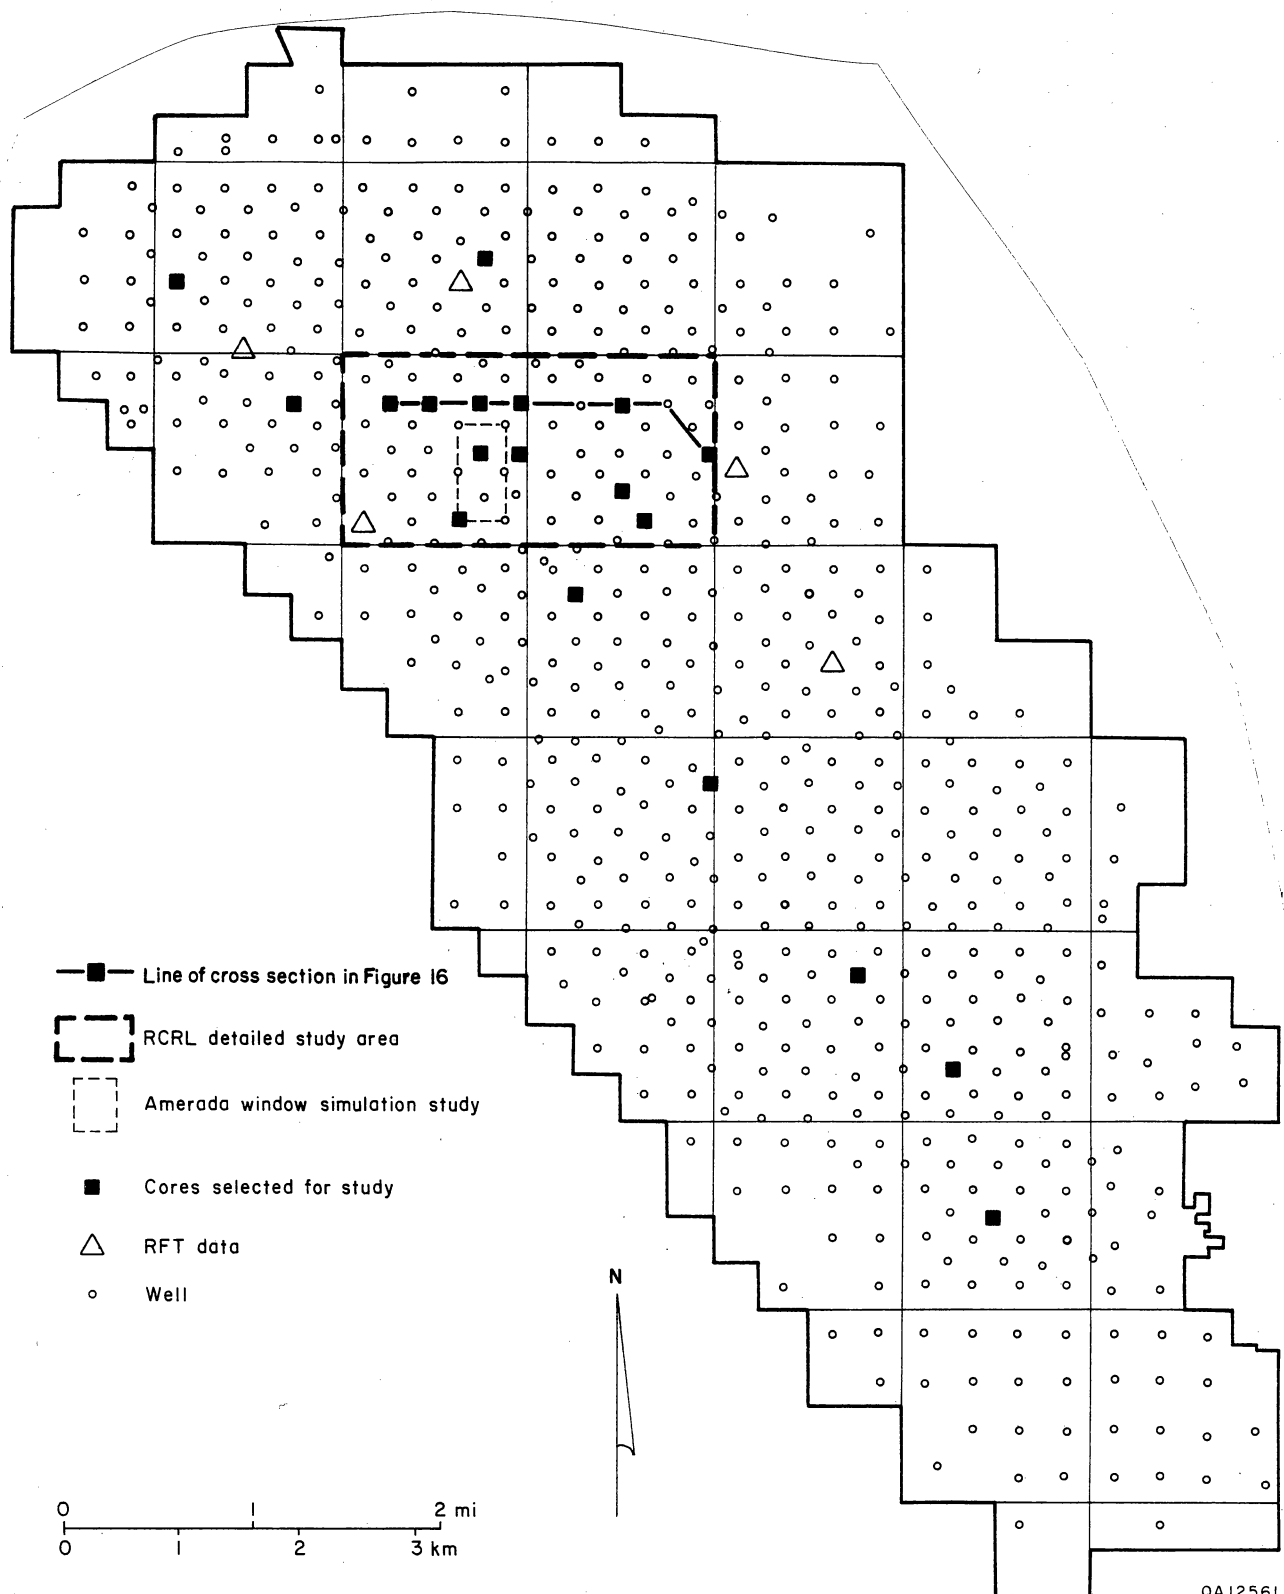 Line of cross section in Figure 16
RCRL detailed study area
Amerada window simulation study
Cores selected for study
RFT data
Well
N
0 1 2 mi
0 1 2 3 km
QA12561